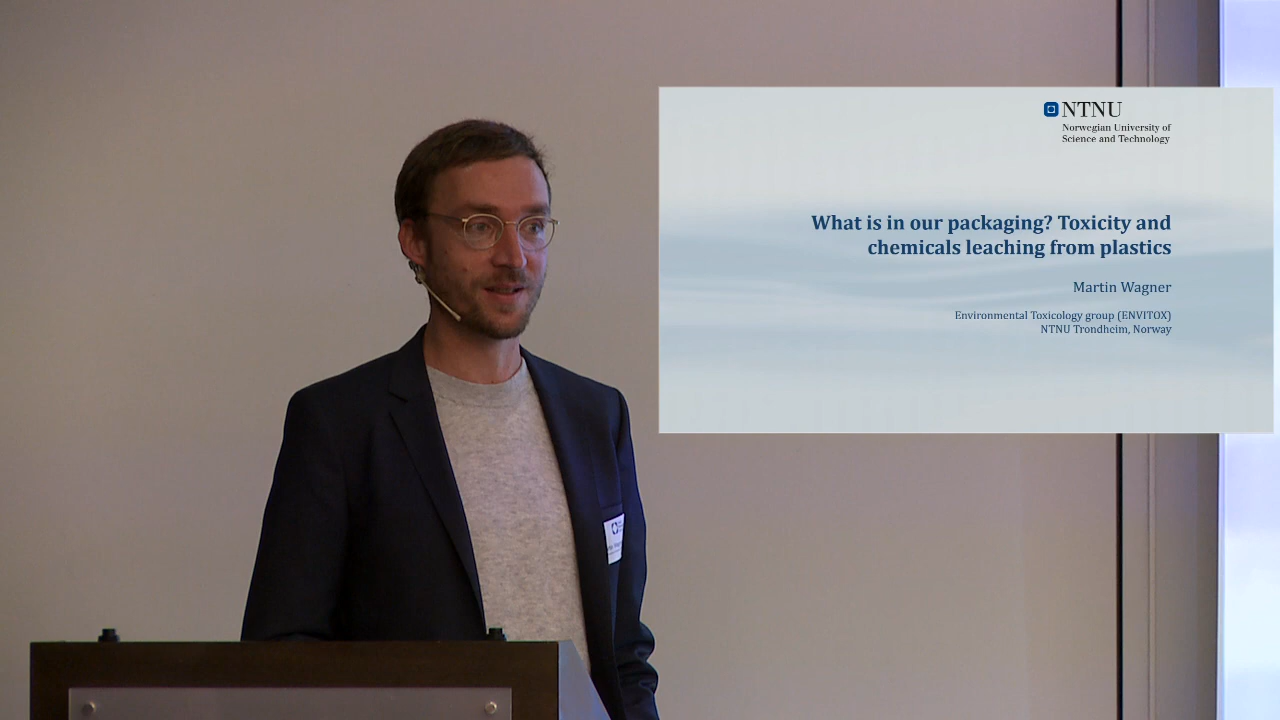 NTNU
Norwegian University of
Science and Technology
What is in our packaging? Toxicity and
chemicals leaching from plastics
Martin Wagner
Environmental Toxicology group (ENVITOX)
NTNU Trondheim, Norway